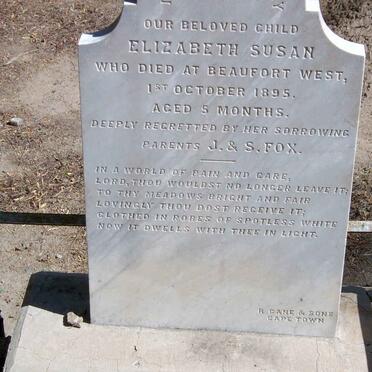 OUR BELOVED CHILD
ELIZABETH SUSAN
WHO DIED AT BEAUFORT WEST,
1ST OCTOBER 1895.
AGED 5 MONTHS.
DEEPLY REGRETTED BY HER SORROWING
PARENTS J. & S. FOX.
IN A WORLD OF PAIN AND CARE,
LORD, THOU WOULDST NO LONGER LEAVE IT;
TO THY MEADOWS BRIGHT AND FAIR
LOVINGLY THOU DOST RECEIVE IT;
CLOTHED IN ROBES OF SPOTLESS WHITE
NOW IT DWELLS WITH THEE IN LIGHT.
R. CANE & SONS
CAPE TOWN